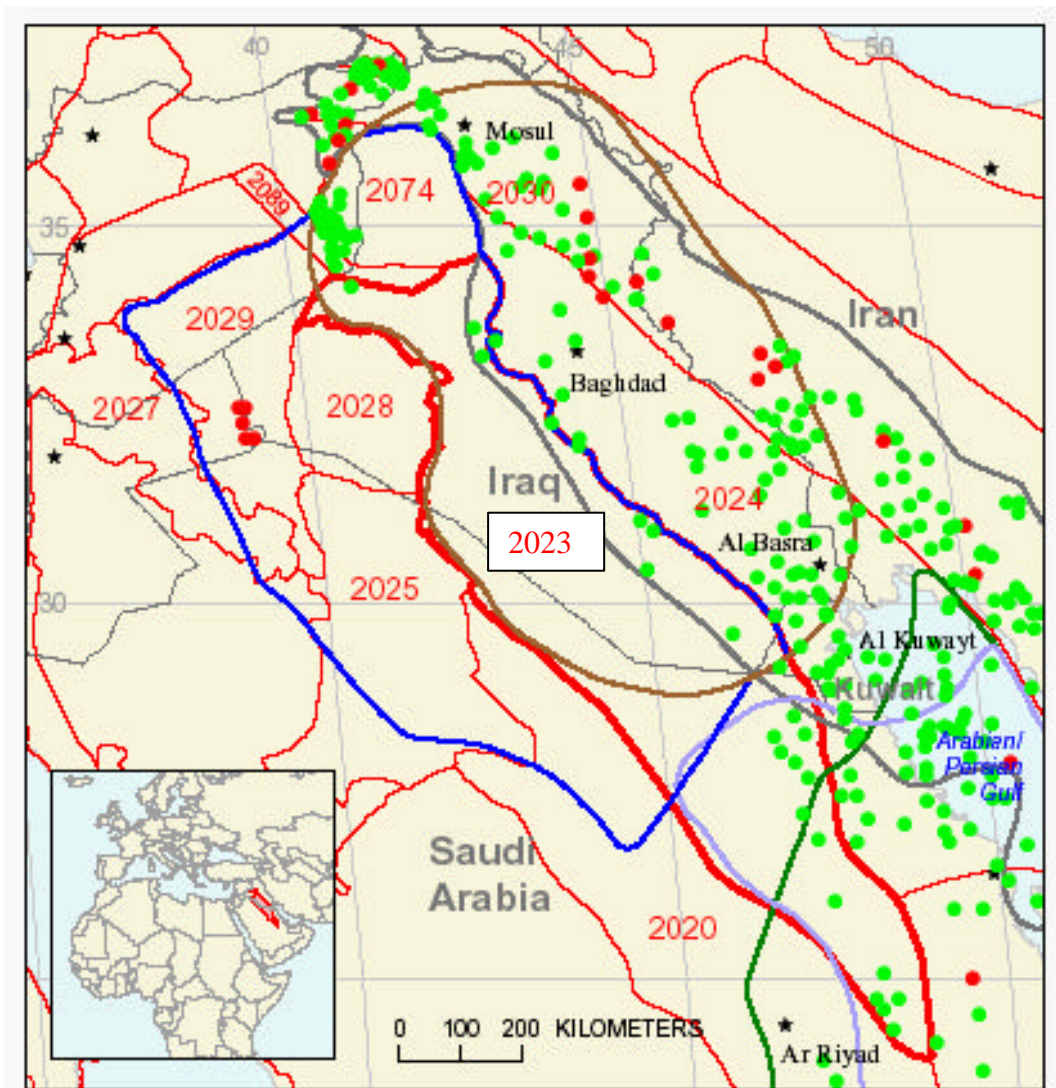 40
45
50
Mosul
2089
2074
2030
35
2029
Iran
Baghdad
2027
2028
Iraq
2024
2023
Al Basra
2025
30
Al Kuwayt
Kuwait
Arabian/
Persian
Gulf
Saudi
Arabia
2020
0 100 200 KILOMETERS
Ar Riyad